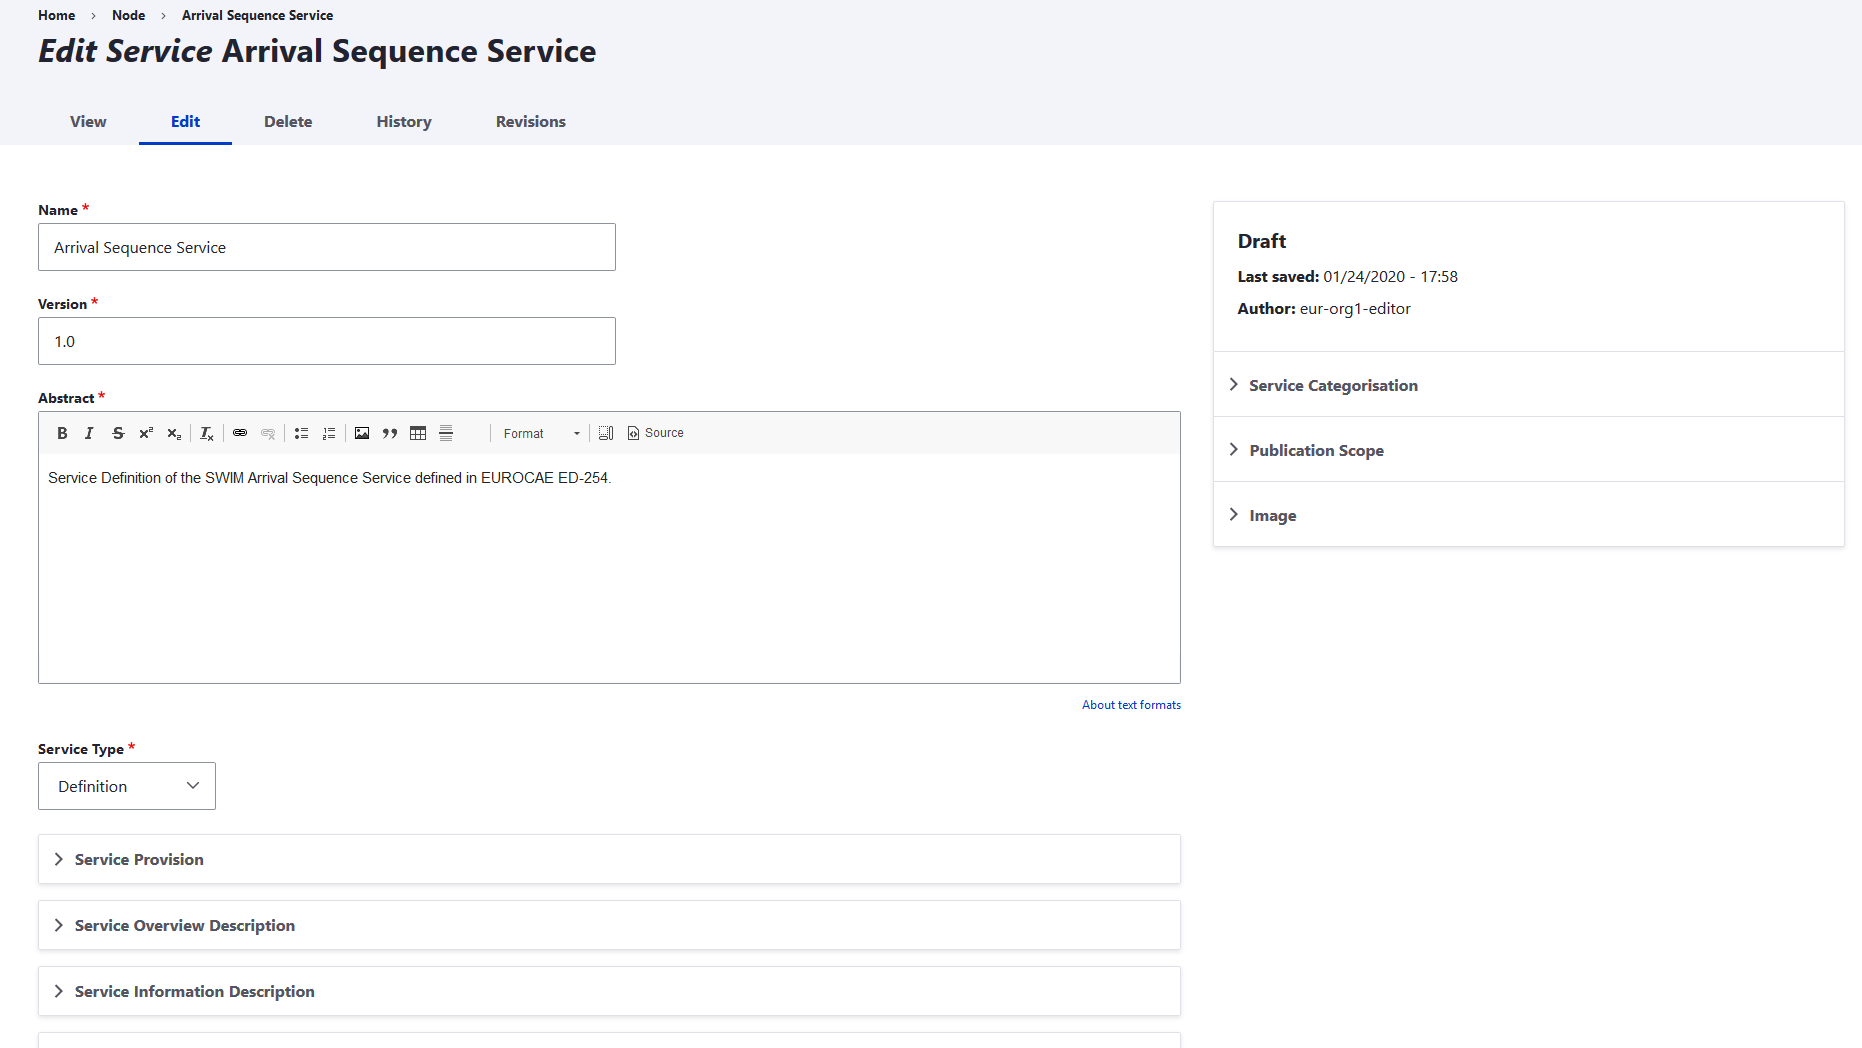 Home > Node > Arrival Sequence Service
Edit Service Arrival Sequence Service
View Edit Delete History Revisions
Name *
Arrival Sequence Service
Version *
1.0
Abstract *
Format Source
Service Definition of the SWIM Arrival Sequence Service defined in EUROCAE ED-254.
About text formats
Service Type *
Definition
Service Provision
Service Overview Description
Service Information Description
Draft
Last saved: 01/24/2020 - 17:58
Author: eur-org1-editor
Service Categorisation
Publication Scope
Image